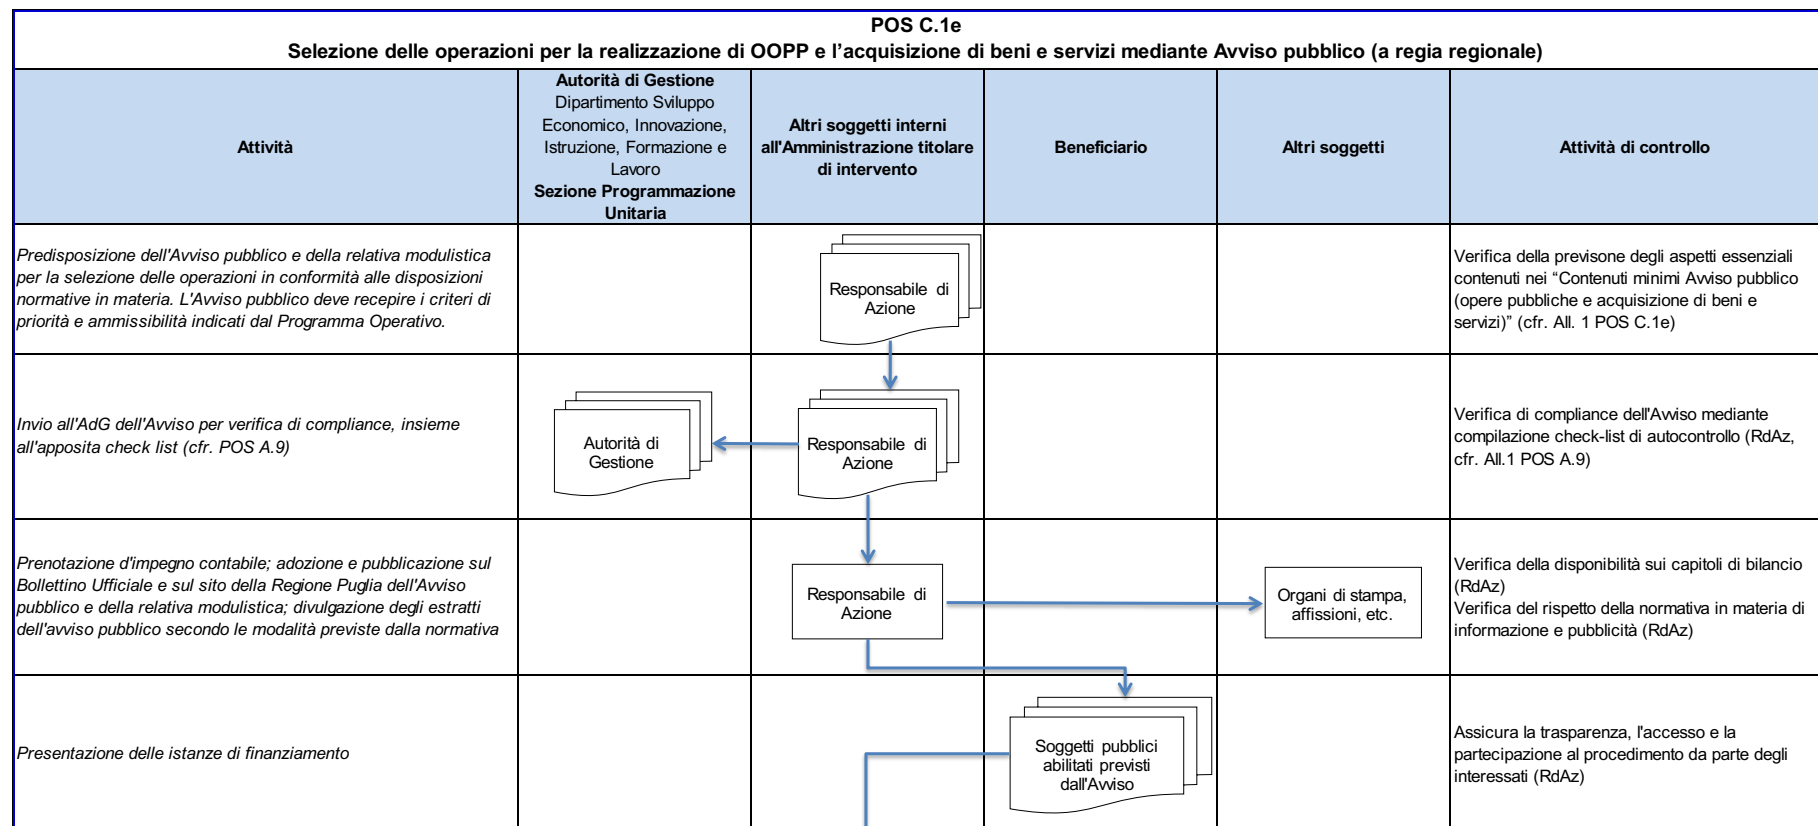 POS C.1e
Selezione delle operazioni per la realizzazione di OOPP e l’acquisizione di beni e servizi mediante Avviso pubblico (a regia regionale)
Attività
Autorità di Gestione
Dipartimento Sviluppo
Economico, Innovazione,
Istruzione, Formazione e
Lavoro
Sezione Programmazione
Unitaria
Altri soggetti interni
all'Amministrazione titolare
di intervento
Beneficiario
Altri soggetti
Attività di controllo
Predisposizione dell'Avviso pubblico e della relativa modulistica
per la selezione delle operazioni in conformità alle disposizioni
normative in materia. L'Avviso pubblico deve recepire i criteri di
priorità e ammissibilità indicati dal Programma Operativo.
Responsabile di
Azione
Verifica della previsone degli aspetti essenziali
contenuti nei “Contenuti minimi Avviso pubblico
(opere pubbliche e acquisizione di beni e
servizi)” (cfr. All. 1 POS C.1e)
Invio all'AdG dell'Avviso per verifica di compliance, insieme
all'apposita check list (cfr. POS A.9)
Autorità di
Gestione
Responsabile di
Azione
Verifica di compliance dell'Avviso mediante
compilazione check-list di autocontrollo (RdAz,
cfr. All.1 POS A.9)
Prenotazione d'impegno contabile; adozione e pubblicazione sul
Bollettino Ufficiale e sul sito della Regione Puglia dell'Avviso
pubblico e della relativa modulistica; divulgazione degli estratti
dell'avviso pubblico secondo le modalità previste dalla normativa
Responsabile di
Azione
Organi di stampa,
affissioni, etc.
Verifica della disponibilità sui capitoli di bilancio
(RdAz)
Verifica del rispetto della normativa in materia di
informazione e pubblicità (RdAz)
Presentazione delle istanze di finanziamento
Soggetti pubblici
abilitati previsti
dall'Avviso
Assicura la trasparenza, l'accesso e la
partecipazione al procedimento da parte degli
interessati (RdAz)